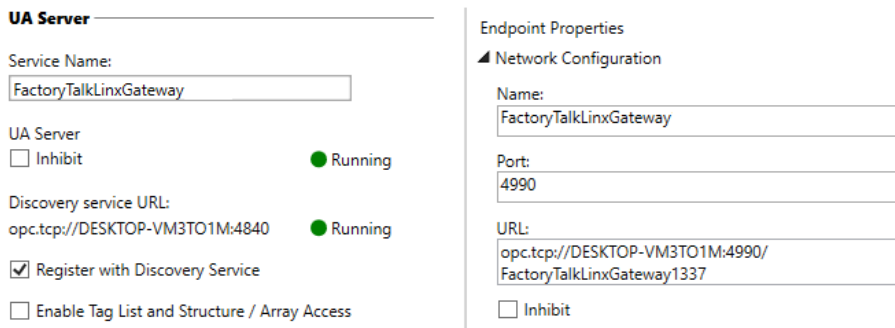 UA Server
Service Name:
FactoryTalkLinxGateway
UA Server
Inhibit
Running
Discovery service URL:
opc.tcp://DESKTOP-VM3TO1M:4840
Running
Register with Discovery Service
Enable Tag List and Structure / Array Access
Endpoint Properties
Network Configuration
Name:
FactoryTalkLinxGateway
Port:
4990
URL:
opc.tcp://DESKTOP-VM3TO1M:4990/
FactoryTalkLinxGateway1337
Inhibit